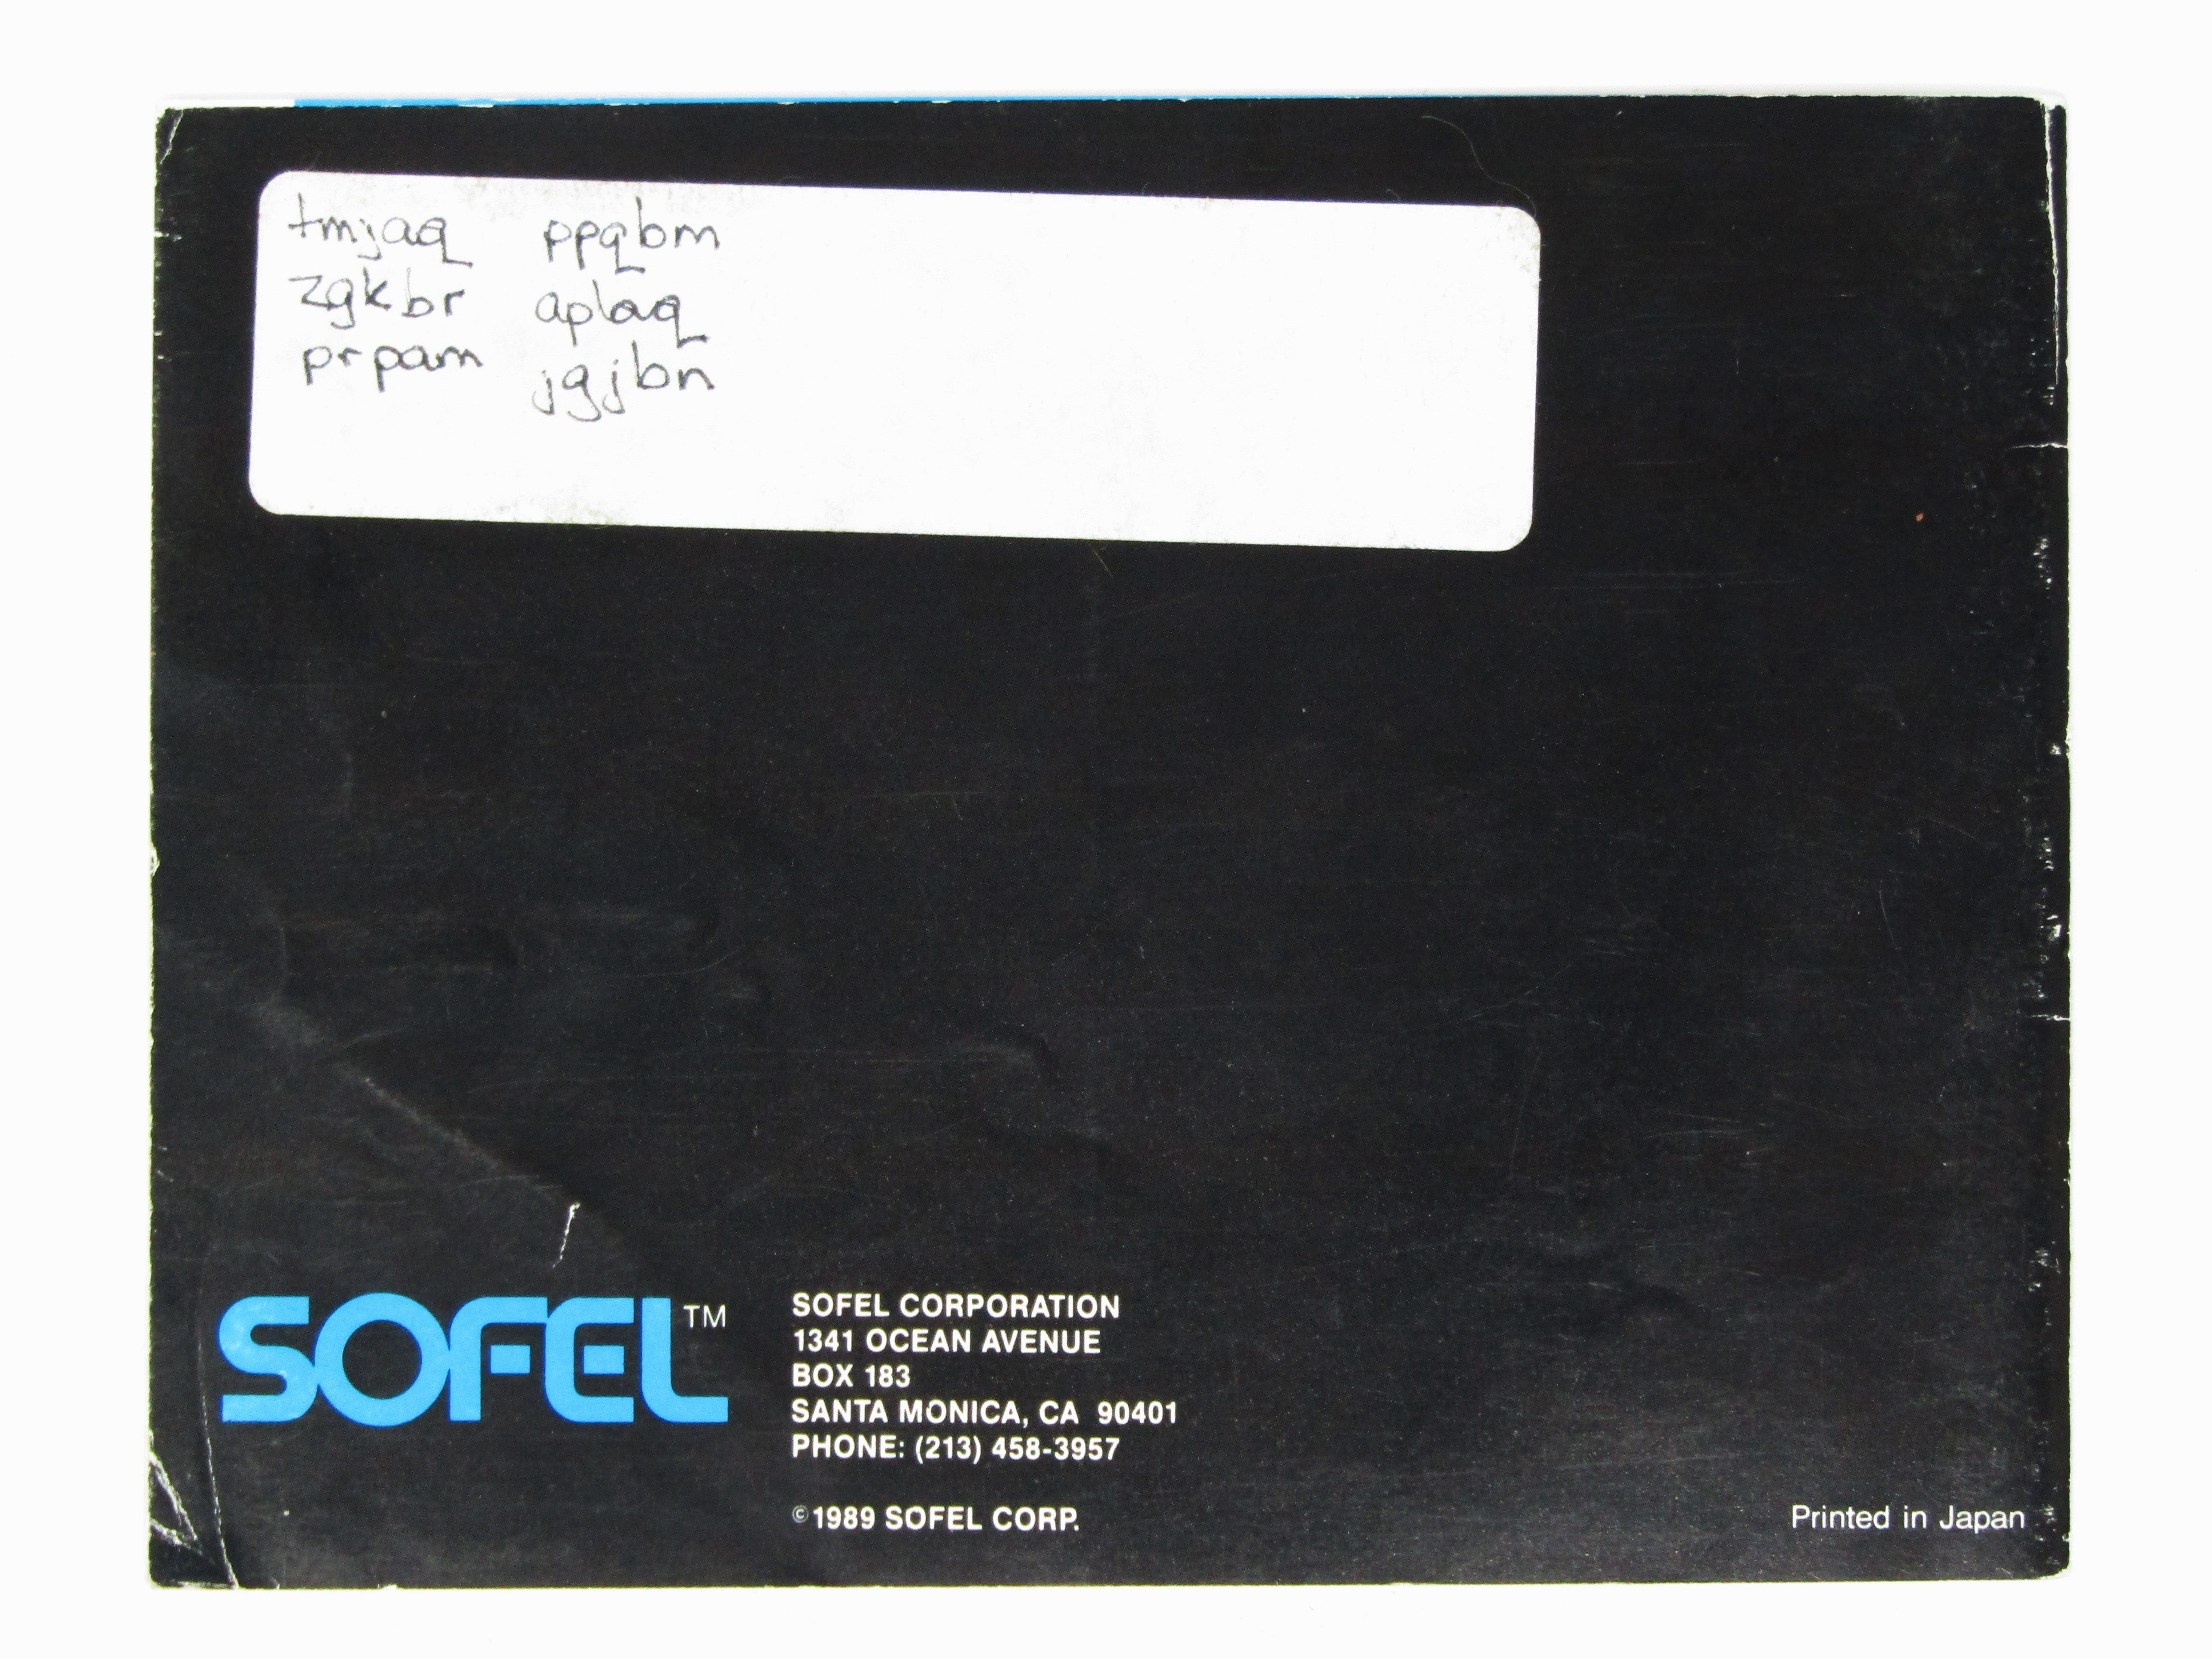 tmjaq ppqbm
zgkbr aplaq
prpam jgjbn
SOFEL™
SOFEL CORPORATION
1341 OCEAN AVENUE
BOX 183
SANTA MONICA, CA 90401
PHONE: (213) 458-3957
©1989 SOFEL CORP.
Printed in Japan